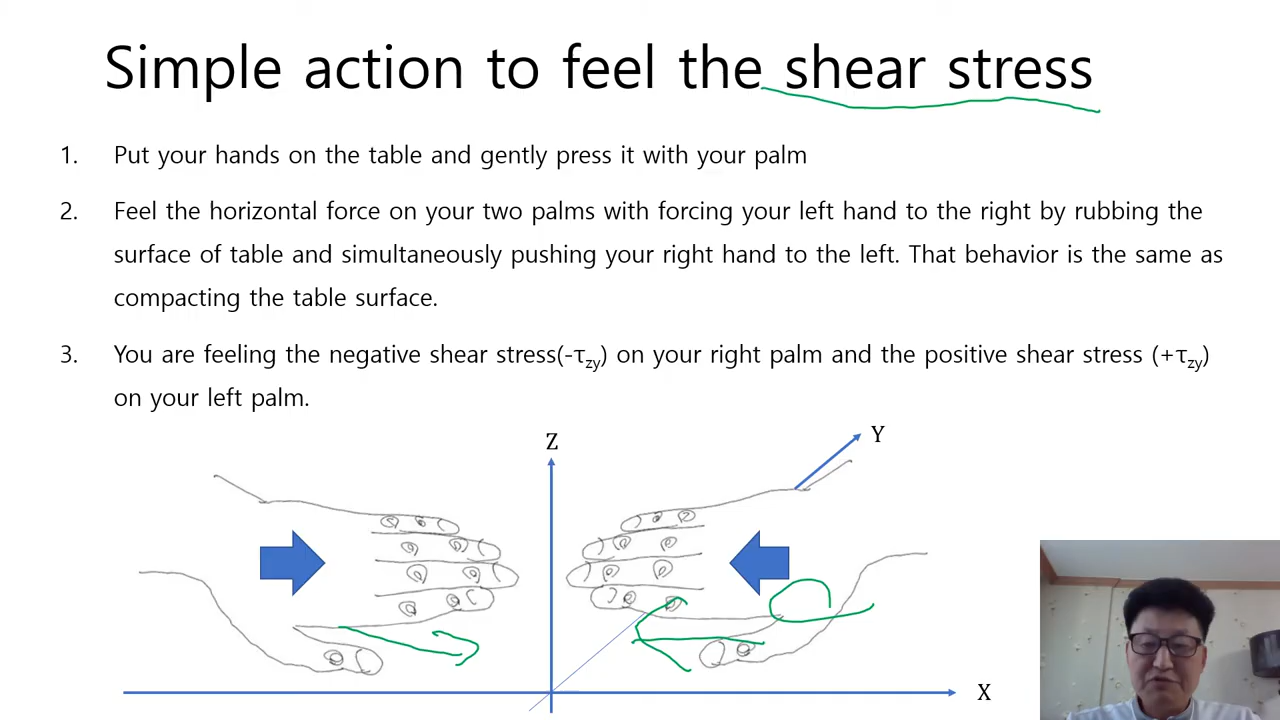 Simple action to feel the shear stress
1. Put your hands on the table and gently press it with your palm
2. Feel the horizontal force on your two palms with forcing your left hand to the right by rubbing the
surface of table and simultaneously pushing your right hand to the left. That behavior is the same as
compacting the table surface.
3. You are feeling the negative shear stress(-τzy) on your right palm and the positive shear stress (+τzy)
on your left palm.
Z
Y
X